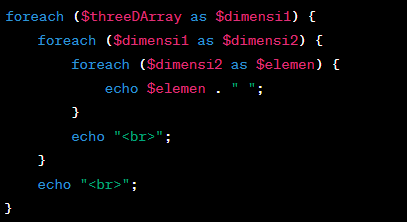 foreach ($threeDArray as $dimensi1) {
    foreach ($dimensi1 as $dimensi2) {
        foreach ($dimensi2 as $elemen) {
            echo $elemen . " ";
        }
        echo "<br>";
    }
    echo "<br>";
}